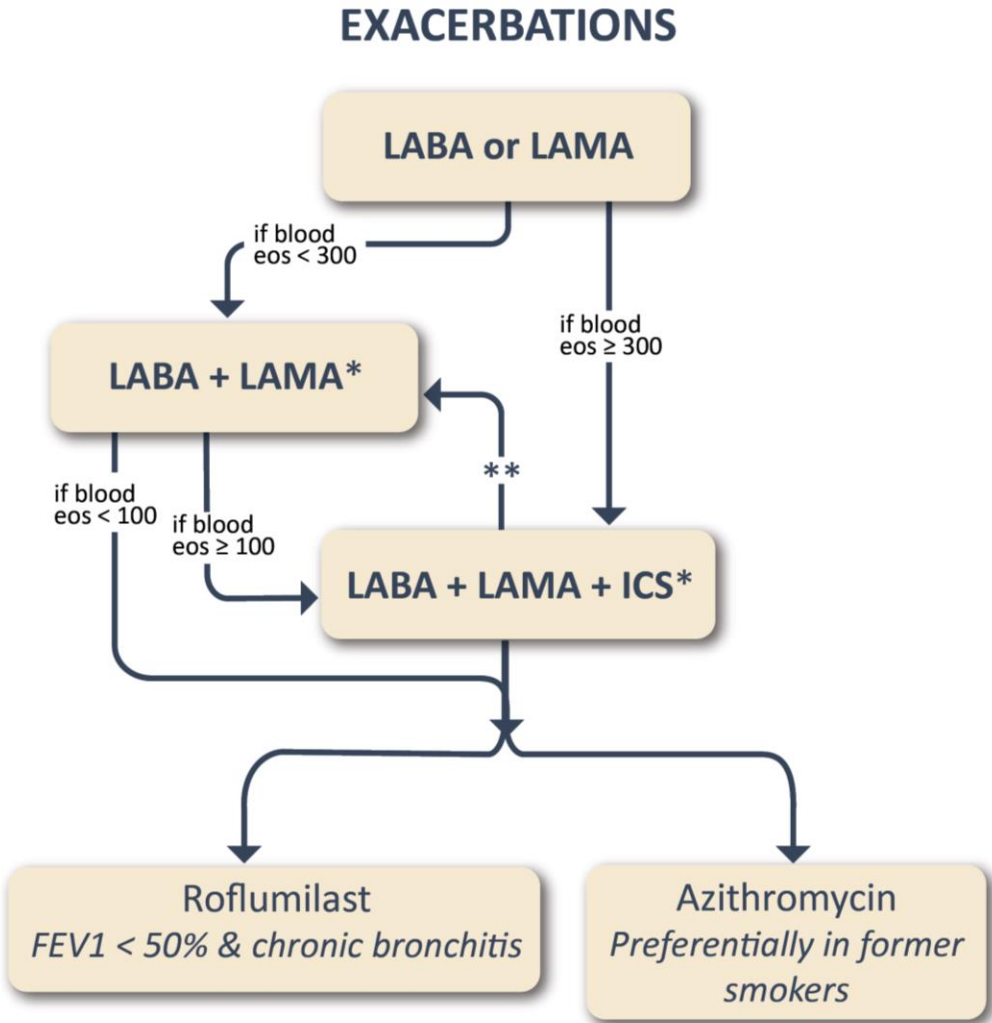 EXACERBATIONS
LABA or LAMA
if blood
eos < 300
if blood
eos ≥ 300
LABA + LAMA*
**
if blood
eos < 100
if blood
eos ≥ 100
LABA + LAMA + ICS*
Roflumilast
FEV1 < 50% & chronic bronchitis
Azithromycin
Preferentially in former
smokers